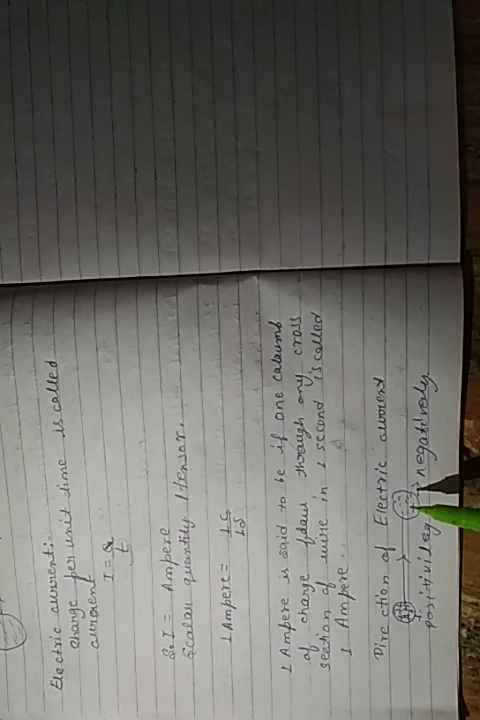 Electric current:-
charge per unit time is called
current
I = Q/t
S.I = Ampere
Scalar quantity / tensor.
1 Ampere = 1C/1S
1 Ampere is said to be if one caloumb
of charge flow through any cross
section of wire in 1 second is called
1 Ampere..
Direction of Electric current
positively negatively